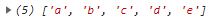 ▸ (5) ['a', 'b', 'c', 'd', 'e']